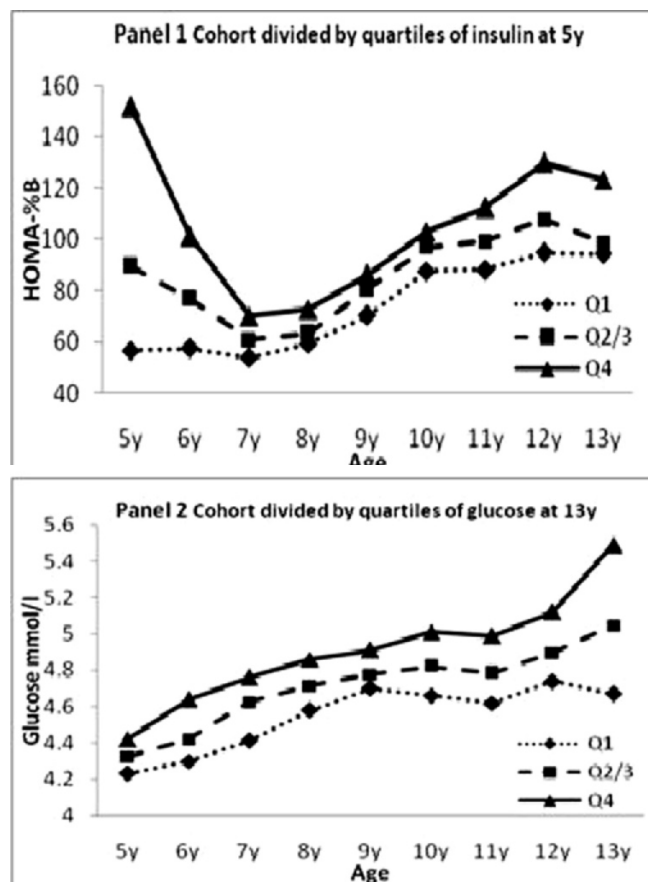 Panel 1 Cohort divided by quartiles of insulin at 5y
160
140
120
100
80
60
40
HOMA-%B
Q1
Q2/3
Q4
5y 6y 7y 8y 9y 10y 11y 12y 13y
Age
Panel 2 Cohort divided by quartiles of glucose at 13y
5.6
5.4
5.2
5
4.8
4.6
4.4
4.2
4
Glucose mmol/l
Q1
Q2/3
Q4
5y 6y 7y 8y 9y 10y 11y 12y 13y
Age